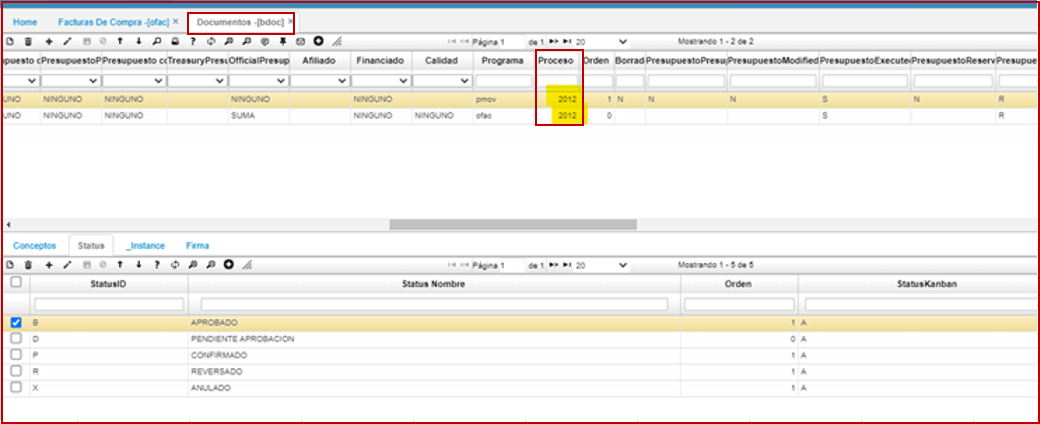 Home Facturas De Compra -[ofac] × Documentos -[bdoc] ×
Página 1 de 1 20 Mostrando 1 - 2 de 2
upuesto c PresupuestoP Presupuesto co TreasuryPresu OfficialPresup Afiliado Financiado Calidad Programa Proceso Orden Borrad PresupuestoPresu PresupuestoModified PresupuestoExecute PresupuestoReserv Presupue
UNO NINGUNO NINGUNO NINGUNO NINGUNO pmov 2012 1 N N N S N R
UNO NINGUNO NINGUNO SUMA NINGUNO NINGUNO ofac 2012 0 S R
Conceptos Status _Instance Firma
Página 1 de 1 20 Mostrando 1 - 5 de 5
StatusID Status Nombre Orden StatusKanban
B APROBADO 1 A
D PENDIENTE APROBACION 0 A
P CONFIRMADO 1 A
R REVERSADO 1 A
X ANULADO 1 A